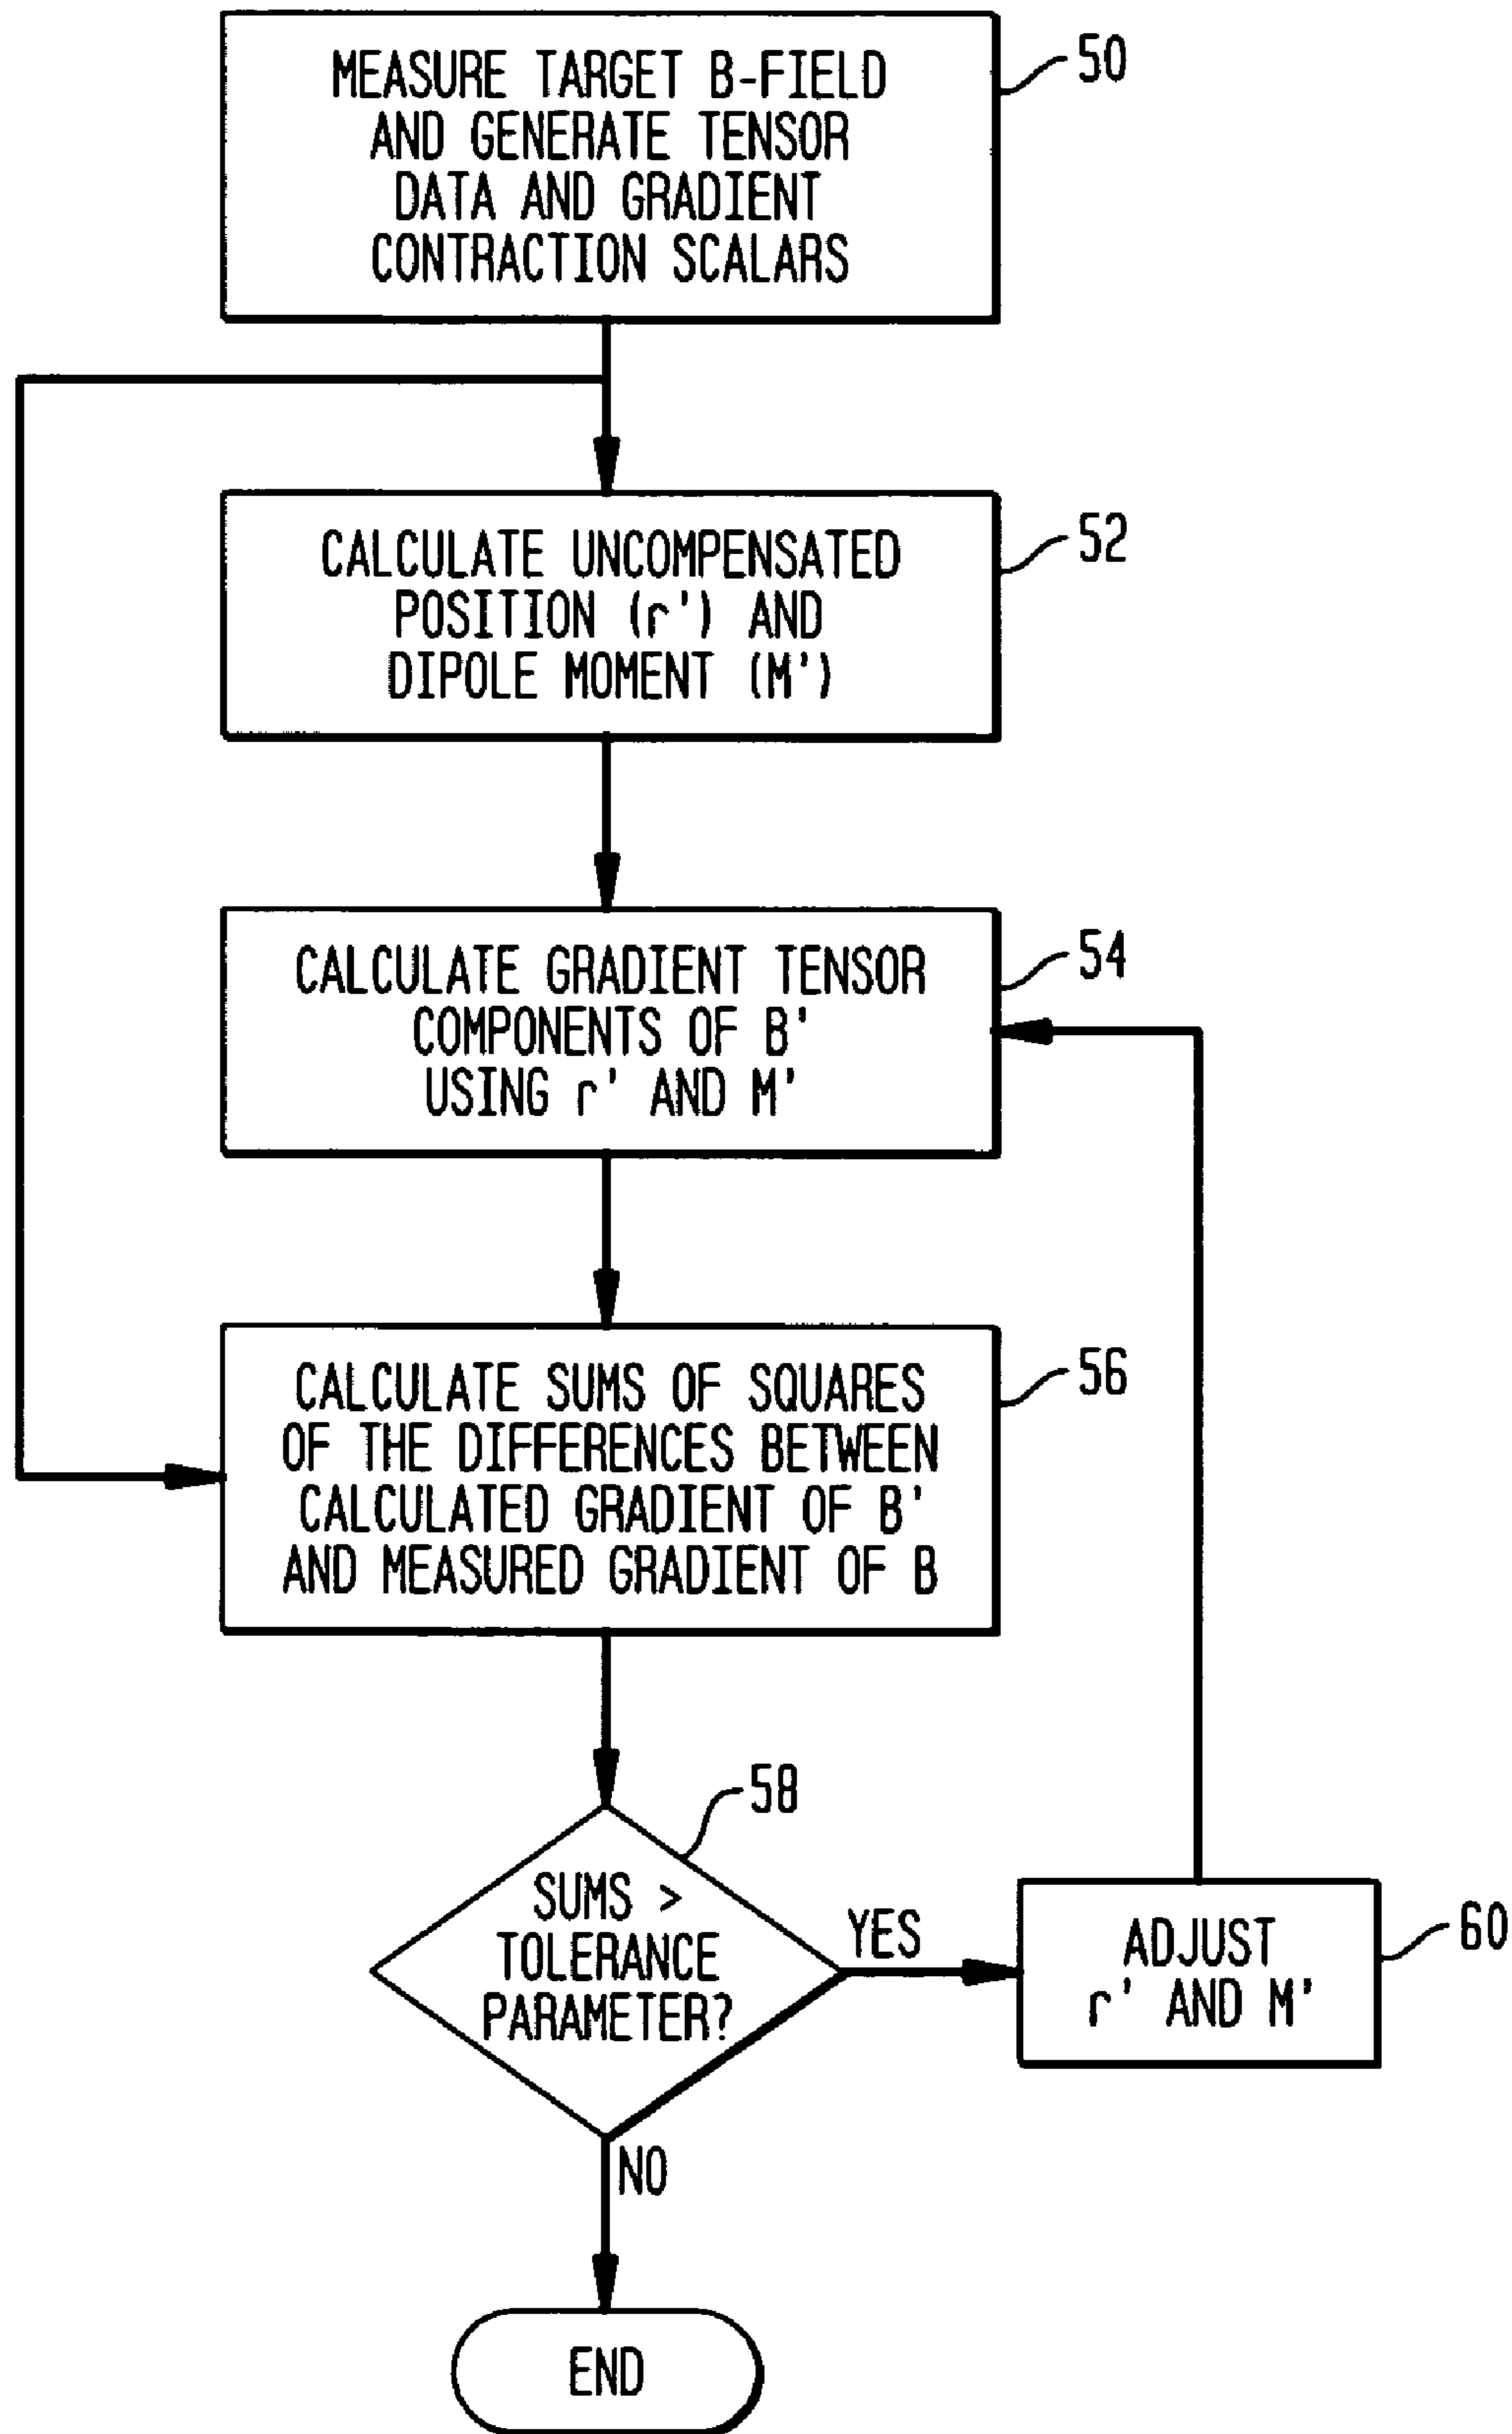 MEASURE TARGET B-FIELD
AND GENERATE TENSOR
DATA AND GRADIENT
CONTRACTION SCALARS
50
CALCULATE UNCOMPENSATED
POSITION (r') AND
DIPOLE MOMENT (M')
52
CALCULATE GRADIENT TENSOR
COMPONENTS OF B'
USING r' AND M'
54
CALCULATE SUMS OF SQUARES
OF THE DIFFERENCES BETWEEN
CALCULATED GRADIENT OF B'
AND MEASURED GRADIENT OF B
56
SUMS >
TOLERANCE
PARAMETER?
58
YES
ADJUST
r' AND M'
60
NO
END